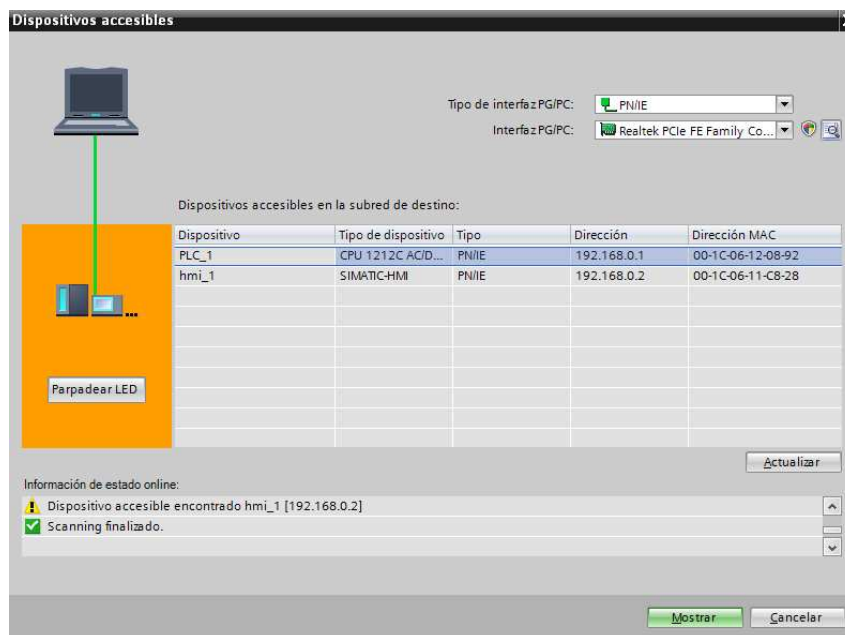 Dispositivos accesibles
Tipo de interfaz PG/PC: PN/IE
Interfaz PG/PC: Realtek PCIe FE Family Co...
Dispositivos accesibles en la subred de destino:
Dispositivo Tipo de dispositivo Tipo Dirección Dirección MAC
PLC_1 CPU 1212C AC/D... PN/IE 192.168.0.1 00-1C-06-12-08-92
hmi_1 SIMATIC-HMI PN/IE 192.168.0.2 00-1C-06-11-C8-28
Parpadear LED
Actualizar
Información de estado online:
Dispositivo accesible encontrado hmi_1 [192.168.0.2]
Scanning finalizado.
Mostrar Cancelar